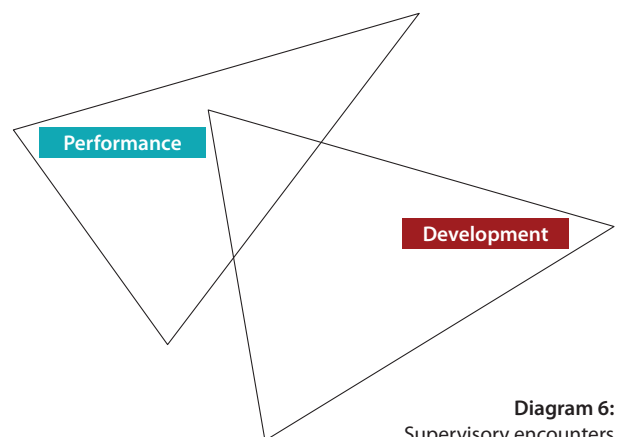 Performance
Development
Diagram 6:
Supervisory encounters